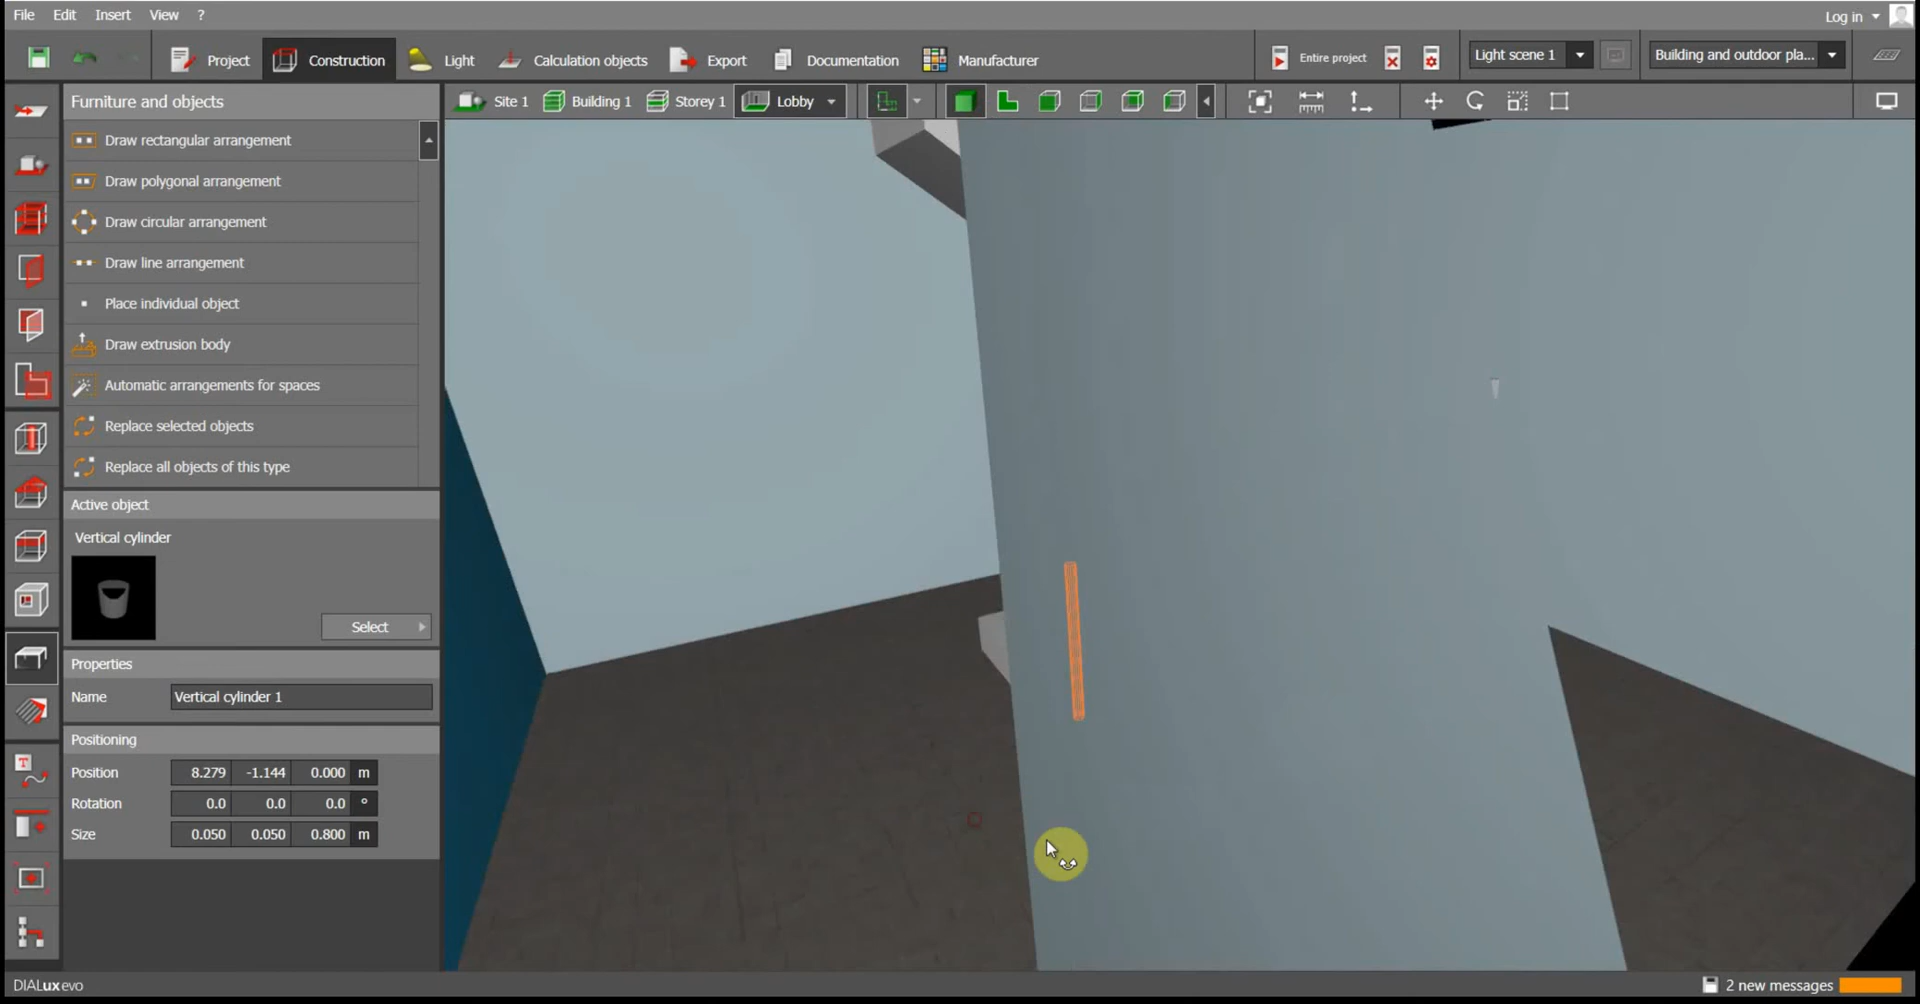 File Edit Insert View ?
Log in
Project Construction Light Calculation objects Export Documentation Manufacturer Entire project Light scene 1 Building and outdoor pla...
Furniture and objects
Site 1 Building 1 Storey 1 Lobby
Draw rectangular arrangement
Draw polygonal arrangement
Draw circular arrangement
Draw line arrangement
Place individual object
Draw extrusion body
Automatic arrangements for spaces
Replace selected objects
Replace all objects of this type
Active object
Vertical cylinder
Select
Properties
Name Vertical cylinder 1
Positioning
Position 8.279 -1.144 0.000 m
Rotation 0.0 0.0 0.0 °
Size 0.050 0.050 0.800 m
DIALux evo
2 new messages